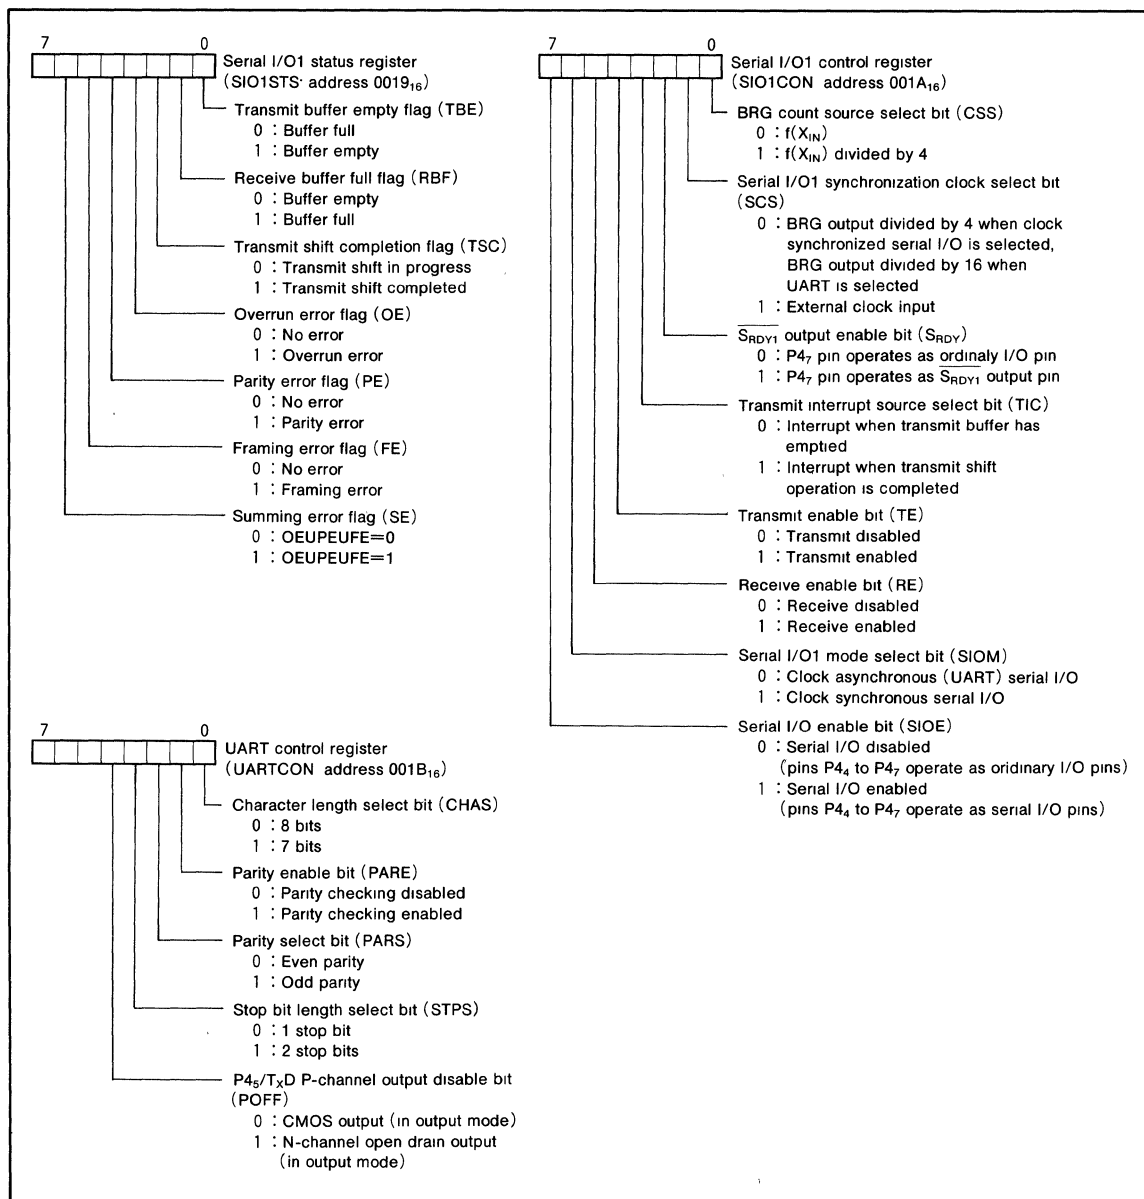 7 0
Serial I/O1 status register
(SIO1STS· address 0019₁₆)
Transmit buffer empty flag (TBE)
0 : Buffer full
1 : Buffer empty
Receive buffer full flag (RBF)
0 : Buffer empty
1 : Buffer full
Transmit shift completion flag (TSC)
0 : Transmit shift in progress
1 : Transmit shift completed
Overrun error flag (OE)
0 : No error
1 : Overrun error
Parity error flag (PE)
0 : No error
1 : Parity error
Framing error flag (FE)
0 : No error
1 : Framing error
Summing error flag (SE)
0 : OEUPEUFE=0
1 : OEUPEUFE=1
7 0
UART control register
(UARTCON address 001B₁₆)
Character length select bit (CHAS)
0 : 8 bits
1 : 7 bits
Parity enable bit (PARE)
0 : Parity checking disabled
1 : Parity checking enabled
Parity select bit (PARS)
0 : Even parity
1 : Odd parity
Stop bit length select bit (STPS)
0 : 1 stop bit
1 : 2 stop bits
P4₅/TₓD P-channel output disable bit
(POFF)
0 : CMOS output (in output mode)
1 : N-channel open drain output
(in output mode)
7 0
Serial I/O1 control register
(SIO1CON address 001A₁₆)
BRG count source select bit (CSS)
0 : f(X_IN)
1 : f(X_IN) divided by 4
Serial I/O1 synchronization clock select bit
(SCS)
0 : BRG output divided by 4 when clock
synchronized serial I/O is selected,
BRG output divided by 16 when
UART is selected
1 : External clock input
S̅_RDY1 output enable bit (S_RDY)
0 : P4₇ pin operates as ordinaly I/O pin
1 : P4₇ pin operates as S̅_RDY1 output pin
Transmit interrupt source select bit (TIC)
0 : Interrupt when transmit buffer has
emptied
1 : Interrupt when transmit shift
operation is completed
Transmit enable bit (TE)
0 : Transmit disabled
1 : Transmit enabled
Receive enable bit (RE)
0 : Receive disabled
1 : Receive enabled
Serial I/O1 mode select bit (SIOM)
0 : Clock asynchronous (UART) serial I/O
1 : Clock synchronous serial I/O
Serial I/O enable bit (SIOE)
0 : Serial I/O disabled
(pins P4₄ to P4₇ operate as oridinary I/O pins)
1 : Serial I/O enabled
(pins P4₄ to P4₇ operate as serial I/O pins)